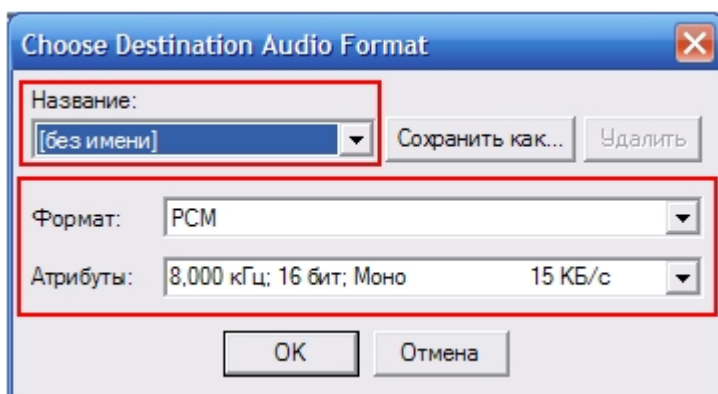 Choose Destination Audio Format
Название:
[без имени] Сохранить как... Удалить
Формат: PCM
Атрибуты: 8,000 кГц; 16 бит; Моно 15 КБ/с
OK Отмена